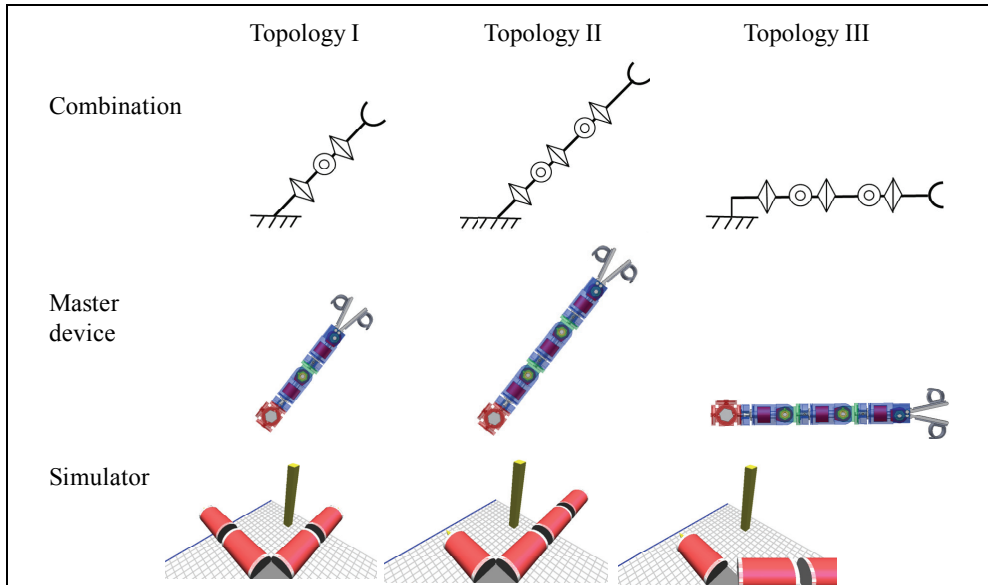 Topology I
Topology II
Topology III
Combination
Master
device
Simulator